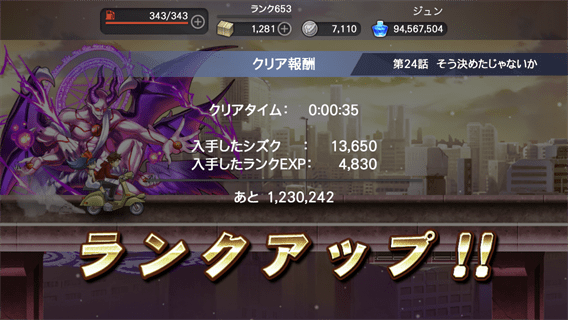 ランク653
ジュン
343/343
1,281
7,110
94,567,504
クリア報酬
第24話 そう決めたじゃないか
クリアタイム： 0:00:35
入手したシズク ： 13,650
入手したランクEXP： 4,830
あと 1,230,242
ランクアップ!!